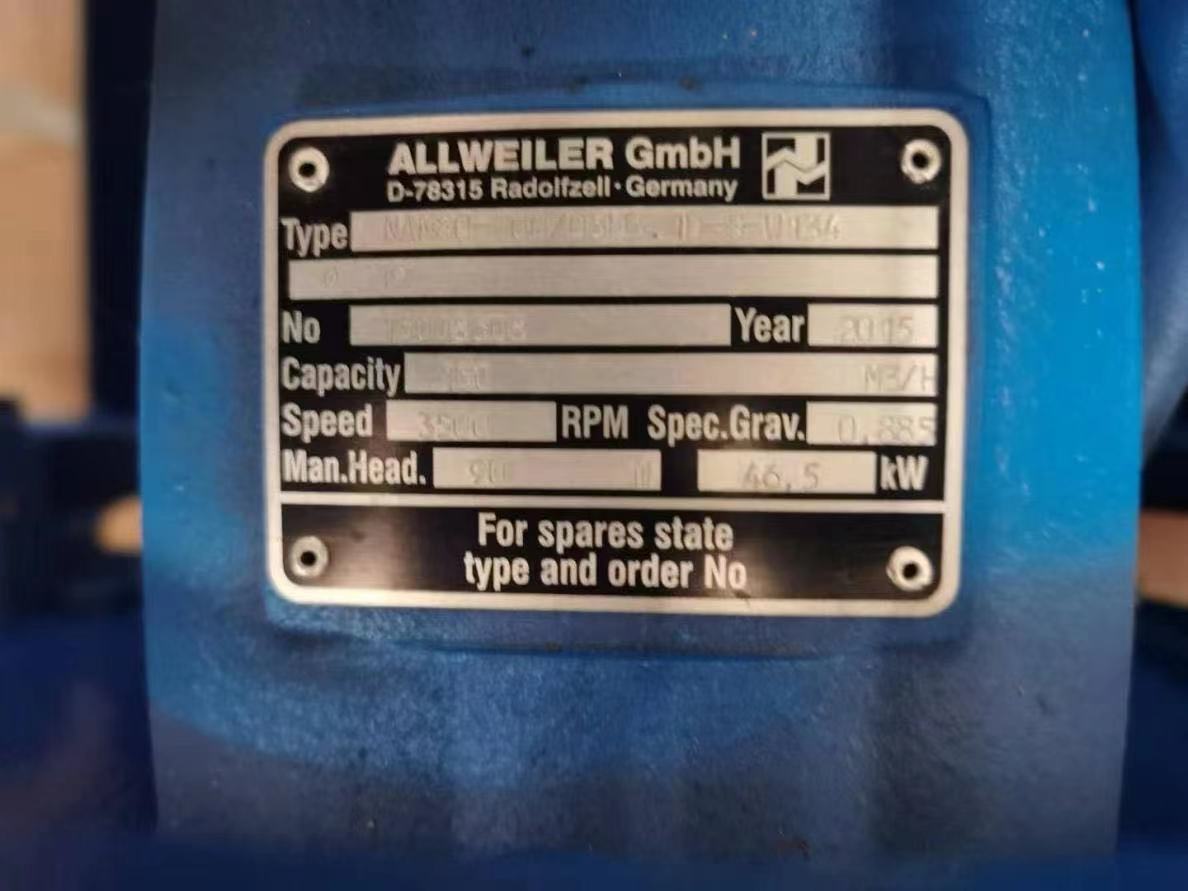 ALLWEILER GmbH
D-78315 Radolfzell · Germany
Type
No Year 2015
Capacity M3/H
Speed RPM Spec.Grav. 0,885
Man.Head. 90 M 46,5 kW
For spares state
type and order No